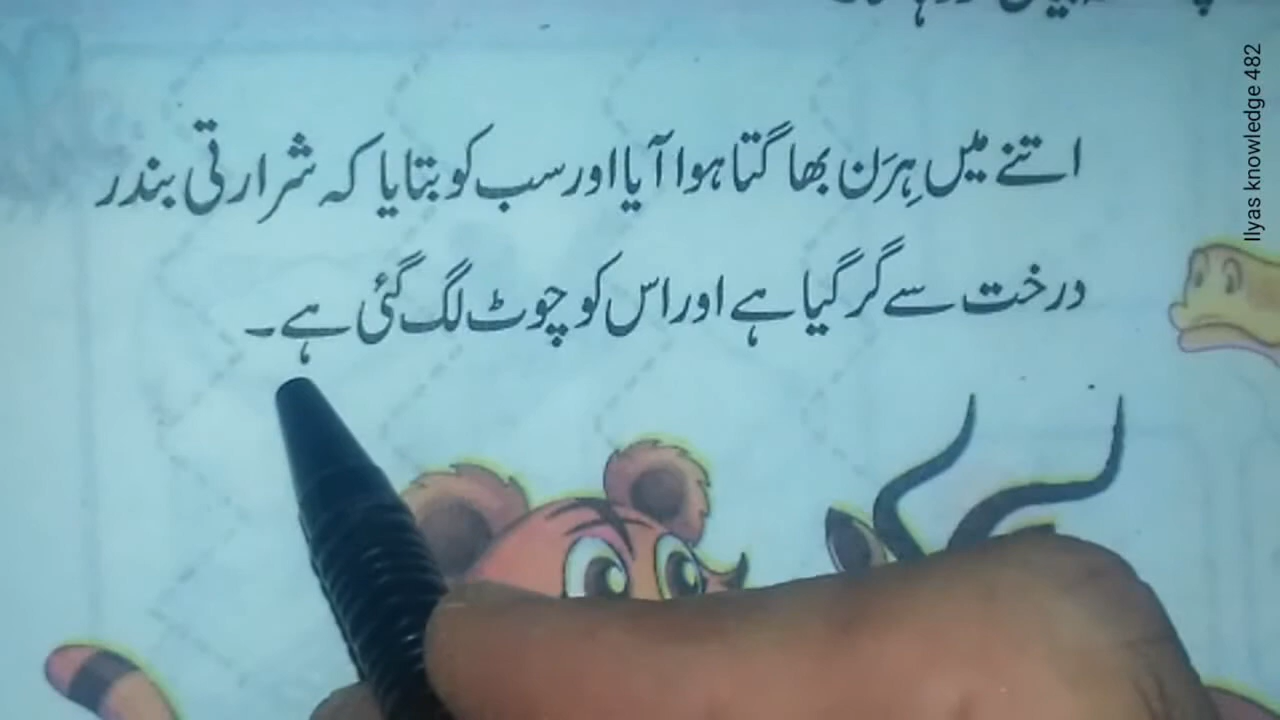 اتنے میں ہِرَن بھاگتا ہوا آیا اور سب کو بتایا کہ شرارتی بندر
درخت سے گر گیا ہے اور اس کو چوٹ لگ گئی ہے۔
Ilyas knowledge 482